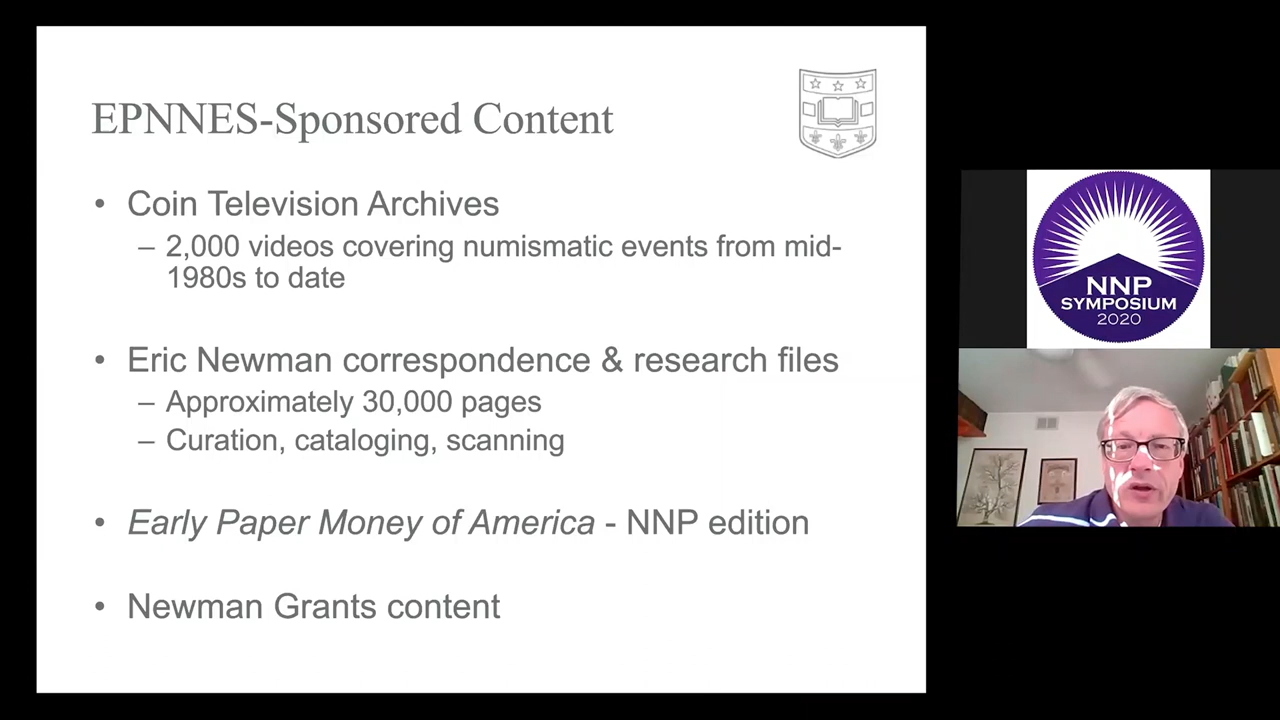 EPNNES-Sponsored Content
• Coin Television Archives
– 2,000 videos covering numismatic events from mid-
1980s to date
• Eric Newman correspondence & research files
– Approximately 30,000 pages
– Curation, cataloging, scanning
• Early Paper Money of America - NNP edition
• Newman Grants content
NNP
SYMPOSIUM
2020